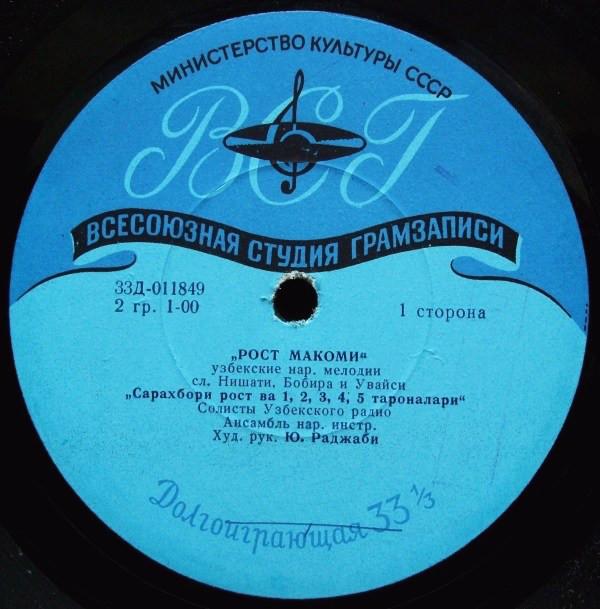 МИНИСТЕРСТВО КУЛЬТУРЫ СССР
ВСГ
ВСЕСОЮЗНАЯ СТУДИЯ ГРАМЗАПИСИ
33Д-011849
2 гр. 1-00
1 сторона
„РОСТ МАКОМИ“
узбекские нар. мелодии
сл. Нишати, Бобира и Увайси
„Сарахбори рост ва 1, 2, 3, 4, 5 тароналари“
Солисты Узбекского радио
Ансамбль нар. инстр.
Худ. рук. Ю. Раджаби
Долгоиграющая 33 1/3